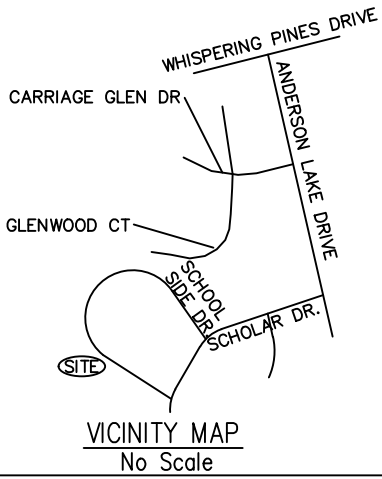 WHISPERING PINES DRIVE
CARRIAGE GLEN DR
ANDERSON LAKE DRIVE
GLENWOOD CT
SCHOOL
SIDE DR.
SCHOLAR DR.
SITE
VICINITY MAP
No Scale